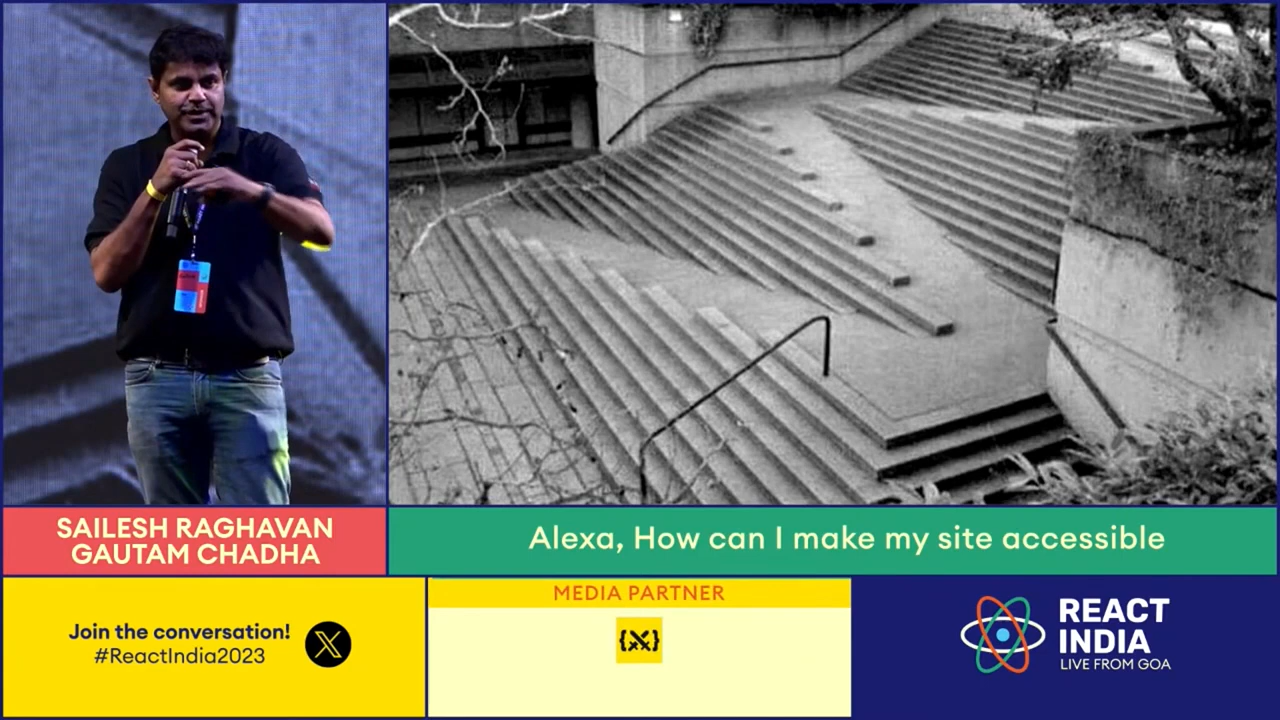 SAILESH RAGHAVAN
GAUTAM CHADHA
Alexa, How can I make my site accessible
Join the conversation!
#ReactIndia2023
MEDIA PARTNER
REACT
INDIA
LIVE FROM GOA